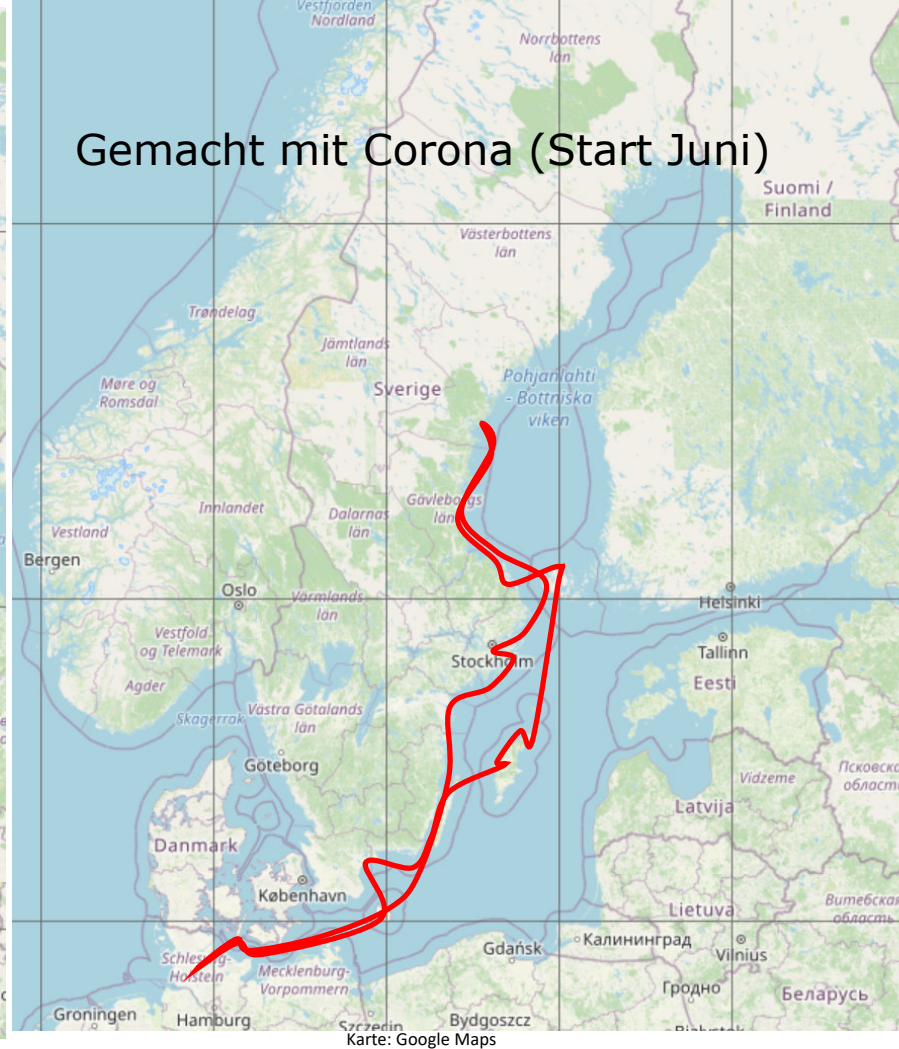 Vestfjorden
Nordland
Norrbottens
län
Gemacht mit Corona (Start Juni)
Suomi /
Finland
Västerbottens
län
Trøndelag
Jämtlands
län
Sverige
Pohjanlahti
- Bottniska
viken
Møre og
Romsdal
Gävleborgs
län
Innlandet
Dalarnas
län
Vestland
Bergen
Oslo
Värmlands
län
Helsinki
Vestfold
og Telemark
Stockholm
Tallinn
Eesti
Agder
Skagerrak
Västra Götalands
län
Göteborg
Vidzeme
Latvija
Danmark
København
Lietuva
Gdańsk
Калининград
Vilnius
Schleswig-
Holstein
Mecklenburg-
Vorpommern
Гродно
Беларусь
Groningen
Hamburg
Szczecin
Bydgoszcz
Karte: Google Maps